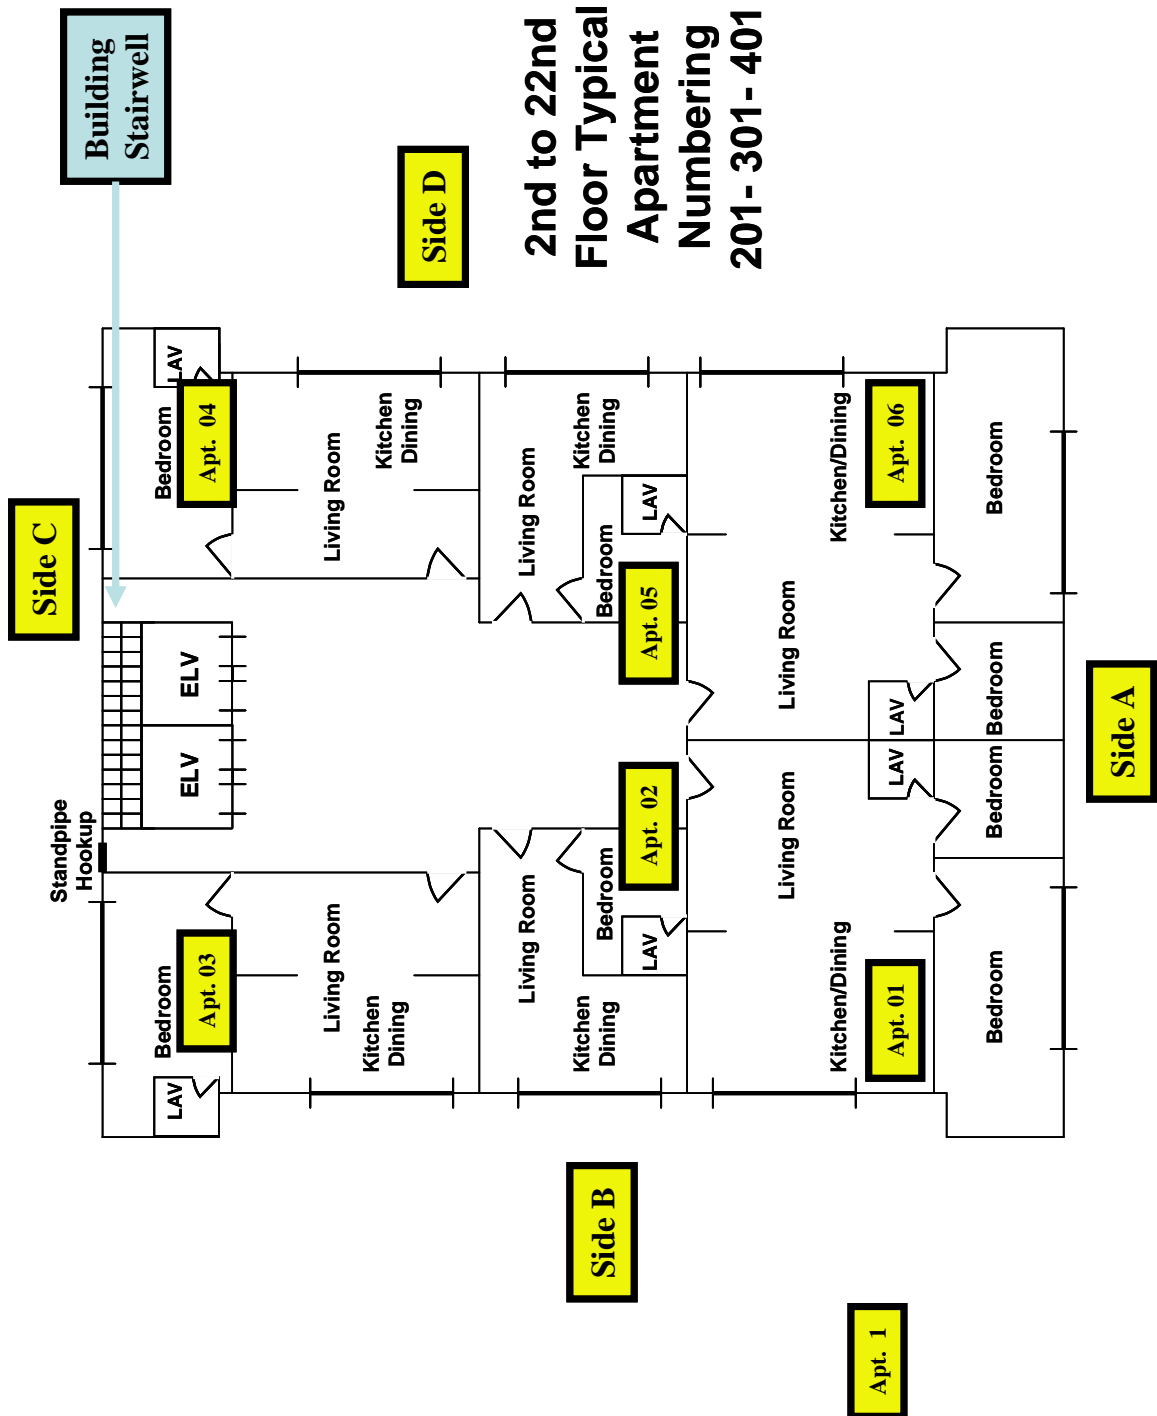 Building
Stairwell
2nd to 22nd
Floor Typical
Apartment
Numbering
201- 301- 401
Side C
Side D
Standpipe
Hookup
ELV
ELV
LAV
Bedroom
Apt. 03
Living Room
Kitchen
Dining
LAV
Bedroom
Apt. 04
Living Room
Kitchen
Dining
Living Room
Kitchen
Dining
Bedroom
LAV
Apt. 02
Living Room
Kitchen
Dining
Bedroom
LAV
Apt. 05
Living Room
Kitchen/Dining
LAV
Apt. 01
Bedroom
Bedroom
Living Room
Kitchen/Dining
LAV
Apt. 06
Bedroom
Bedroom
Side B
Side A
Apt. 1